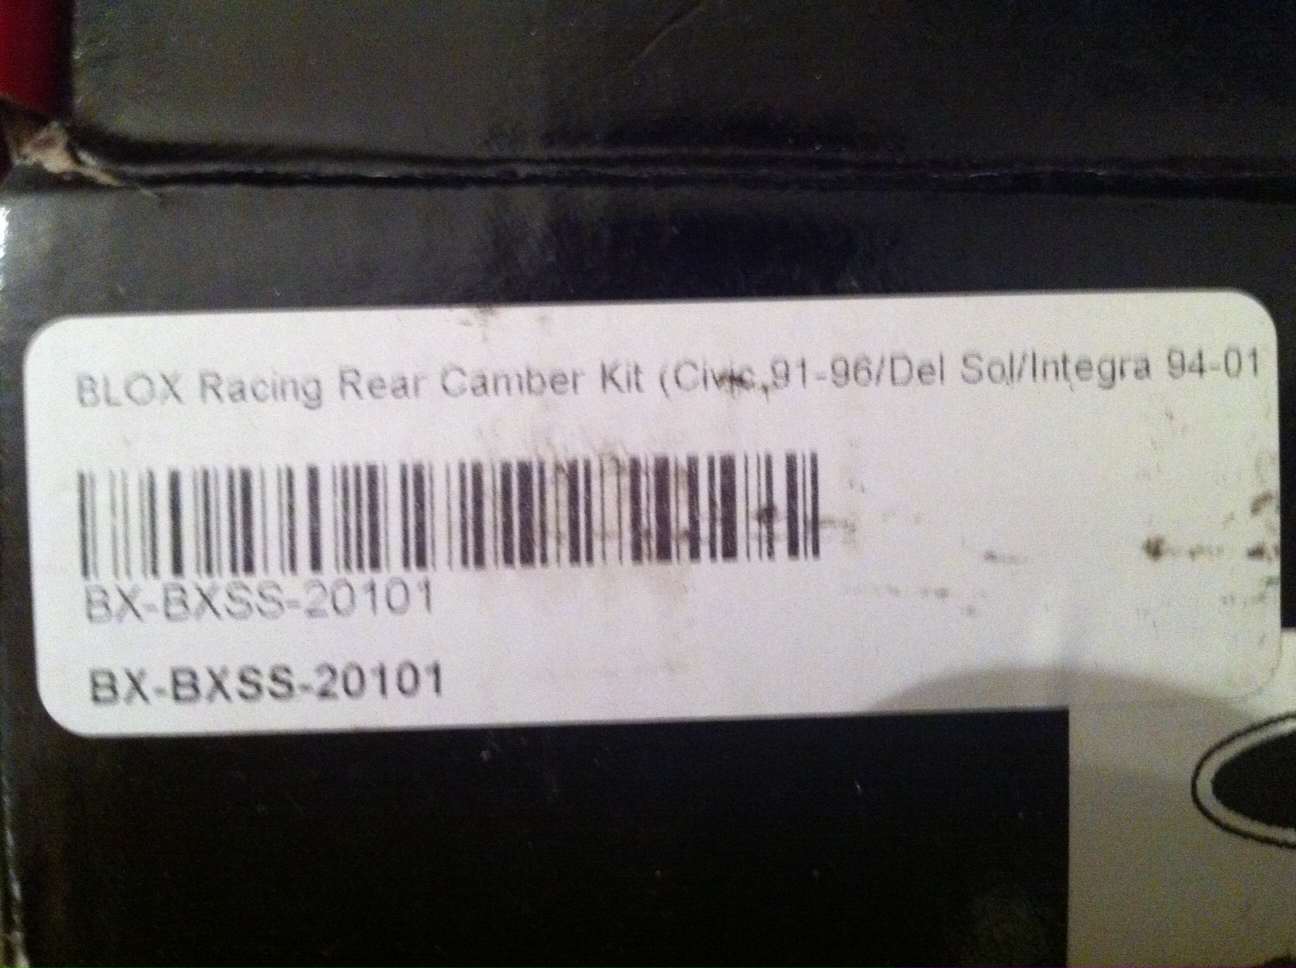 BLOX Racing Rear Camber Kit (Civic 91-96/Del Sol/Integra 94-01
BX-BXSS-20101
BX-BXSS-20101